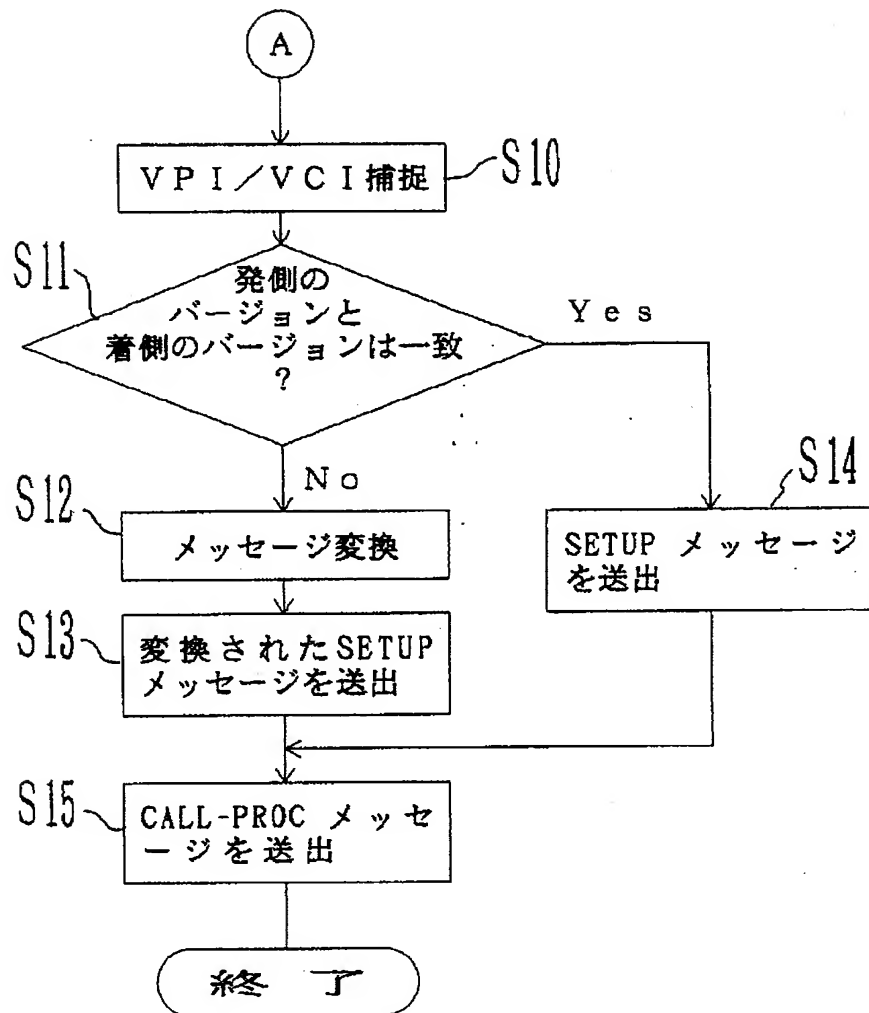 A
VPI/VCI捕捉
S10
S11
発側の
バージョンと
着側のバージョンは一致
?
Yes
No
S12
メッセージ変換
S14
SETUP メッセージ
を送出
S13
変換されたSETUP
メッセージを送出
S15
CALL-PROC メッセ
ージを送出
終 了